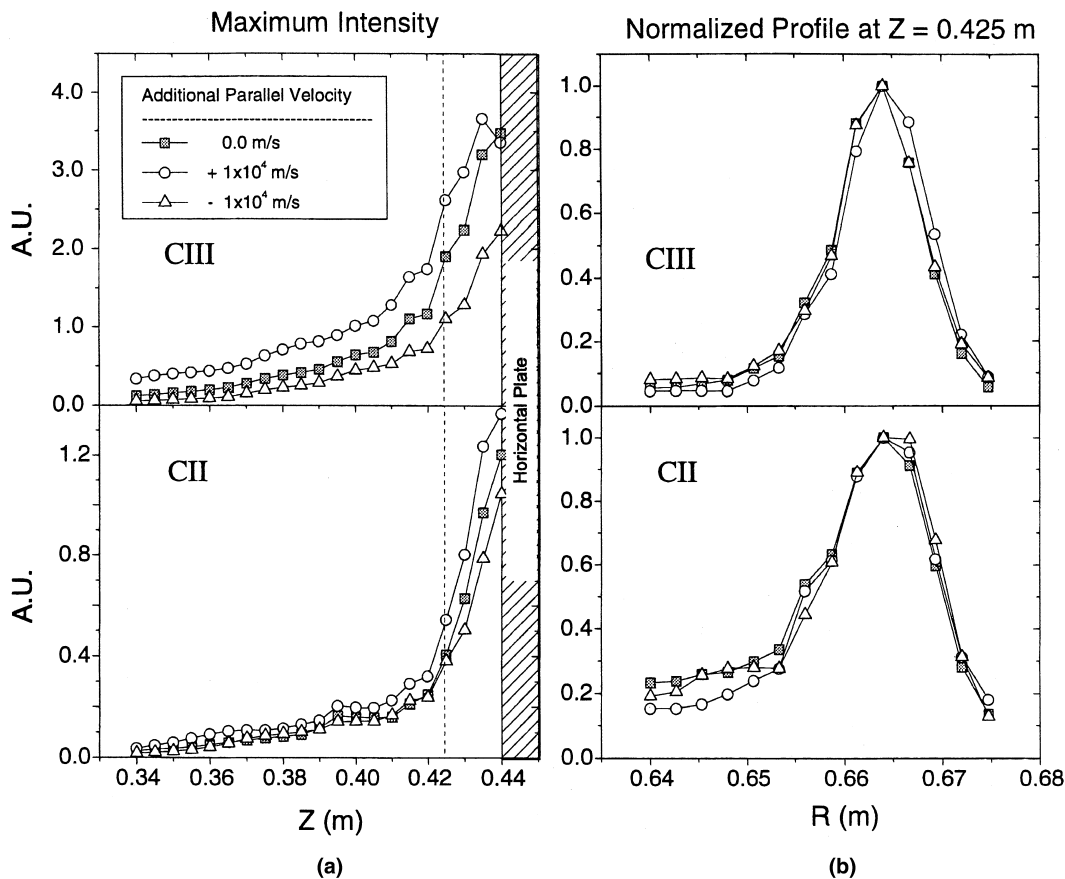 Maximum Intensity
Normalized Profile at Z = 0.425 m
4.0
3.0
2.0
1.0
0.0
A.U.
Additional Parallel Velocity
0.0 m/s
+ 1x10⁴ m/s
- 1x10⁴ m/s
CIII
Horizontal Plate
1.2
0.8
0.4
0.0
A.U.
CII
0.34
0.36
0.38
0.40
0.42
0.44
Z (m)
(a)
1.0
0.8
0.6
0.4
0.2
0.0
CIII
1.0
0.8
0.6
0.4
0.2
0.0
CII
0.64
0.65
0.66
0.67
0.68
R (m)
(b)